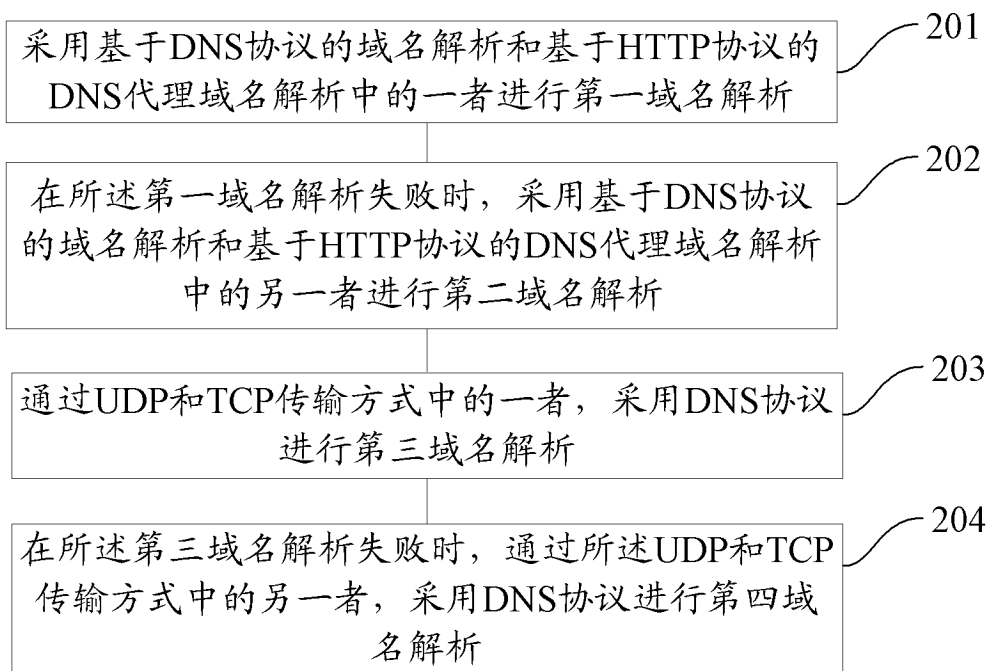 采用基于DNS协议的域名解析和基于HTTP协议的
DNS代理域名解析中的一者进行第一域名解析
201
在所述第一域名解析失败时，采用基于DNS协议
的域名解析和基于HTTP协议的DNS代理域名解析
中的另一者进行第二域名解析
202
通过UDP和TCP传输方式中的一者，采用DNS协议
进行第三域名解析
203
在所述第三域名解析失败时，通过所述UDP和TCP
传输方式中的另一者，采用DNS协议进行第四域
名解析
204